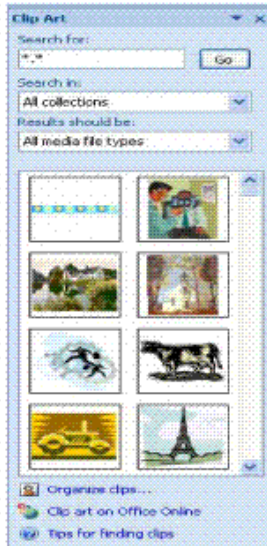 Clip Art
Search for:
*.*
Go
Search in:
All collections
Results should be:
All media file types
Organize clips...
Clip art on Office Online
Tips for finding clips